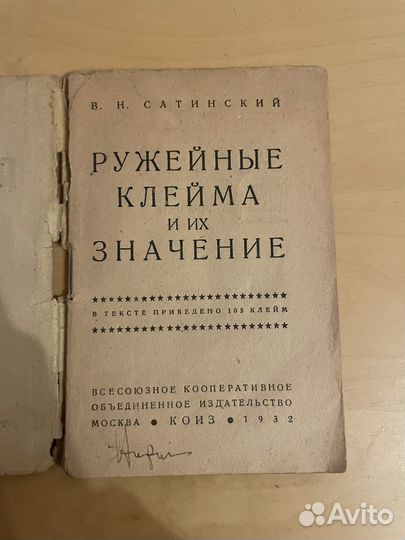 В. Н. САТИНСКИЙ
РУЖЕЙНЫЕ
КЛЕЙМА
И ИХ
ЗНАЧЕНИЕ
В ТЕКСТЕ ПРИВЕДЕНО 105 КЛЕЙМ
ВСЕСОЮЗНОЕ КООПЕРАТИВНОЕ
ОБЪЕДИНЕННОЕ ИЗДАТЕЛЬСТВО
МОСКВА ● КОИЗ ● 1932
Avito